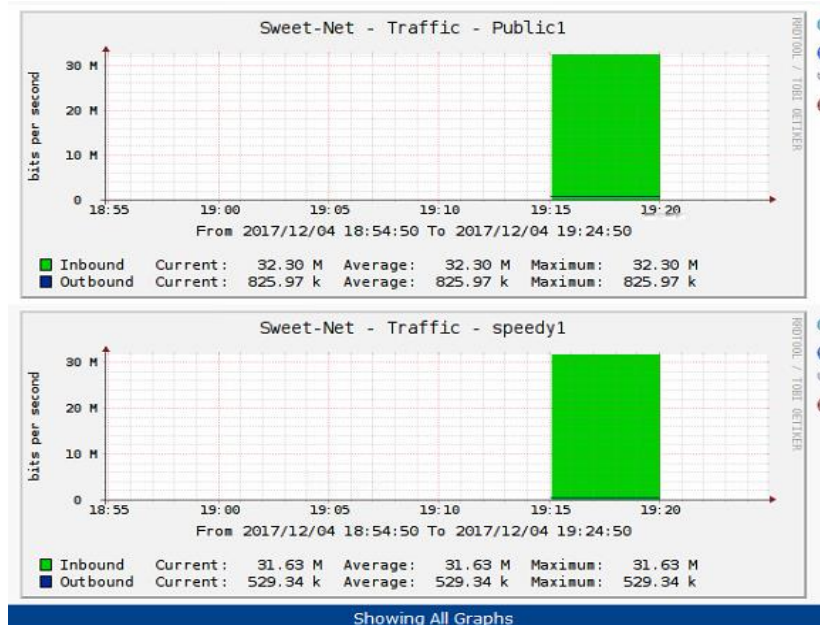 Sweet-Net - Traffic - Public1
RRDTOOL / TOBI OETIKER
bits per second
30 M
20 M
10 M
0
18:55 19:00 19:05 19:10 19:15 19:20
From 2017/12/04 18:54:50 To 2017/12/04 19:24:50
Inbound Current: 32.30 M Average: 32.30 M Maximum: 32.30 M
Outbound Current: 825.97 k Average: 825.97 k Maximum: 825.97 k
Sweet-Net - Traffic - speedy1
RRDTOOL / TOBI OETIKER
bits per second
30 M
20 M
10 M
0
18:55 19:00 19:05 19:10 19:15 19:20
From 2017/12/04 18:54:50 To 2017/12/04 19:24:50
Inbound Current: 31.63 M Average: 31.63 M Maximum: 31.63 M
Outbound Current: 529.34 k Average: 529.34 k Maximum: 529.34 k
Showing All Graphs